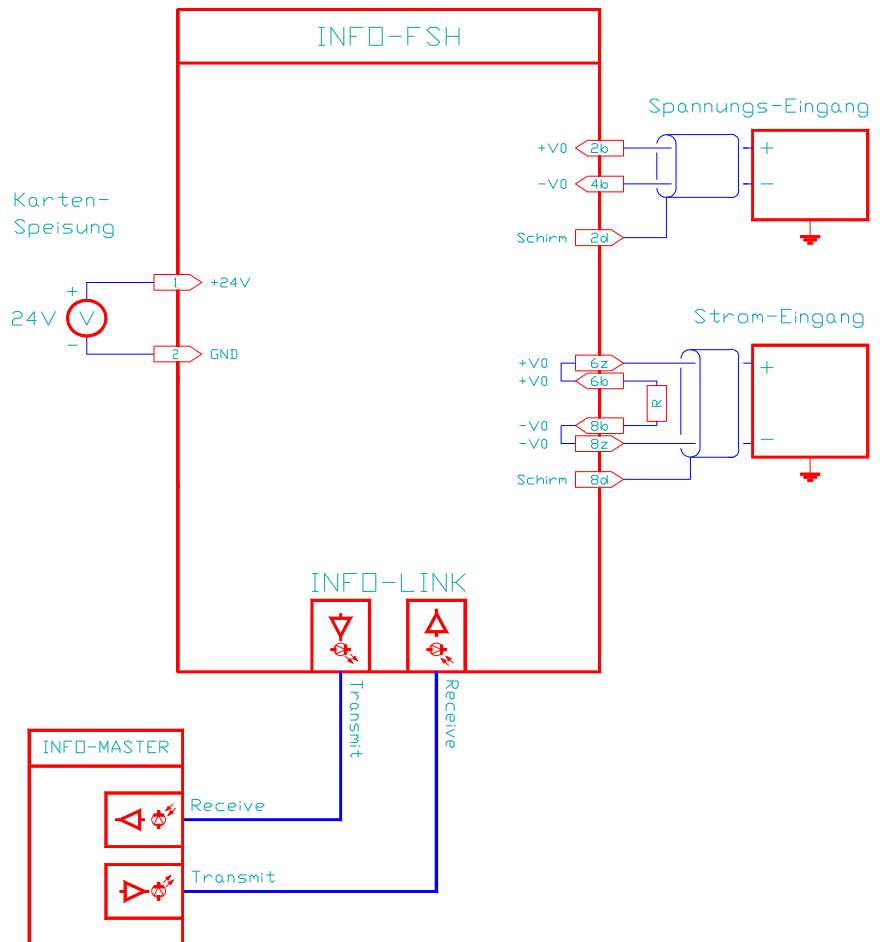 INFO-FSH
Spannungs-Eingang
+V0 2b
+
-V0 4b
-
Schirm 2d
Karten-
Speisung
+
24V V
-
1 +24V
2 GND
Strom-Eingang
+V0 6z
+
+V0 6b
R
-V0 8b
-V0 8z
-
Schirm 8d
INFO-LINK
Transmit
Receive
INFO-MASTER
Receive
Transmit